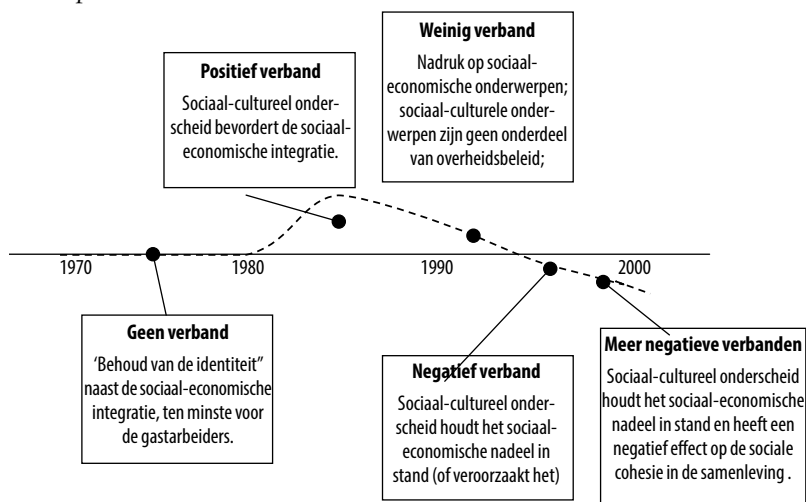 Weinig verband
Nadruk op sociaal-
economische onderwerpen;
sociaal-culturele onder-
werpen zijn geen onderdeel
van overheidsbeleid;
Positief verband
Sociaal-cultureel onder-
scheid bevordert de sociaal-
economische integratie.
1970
1980
1990
2000
Geen verband
‘Behoud van de identiteit”
naast de sociaal-economische
integratie, ten minste voor
de gastarbeiders.
Negatief verband
Sociaal-cultureel onder-
scheid houdt het sociaal-
economische nadeel in
stand (of veroorzaakt het)
Meer negatieve verbanden
Sociaal-cultureel onderscheid
houdt het sociaal-economische
nadeel in stand en heeft een
negatief effect op de sociale
cohesie in de samenleving .